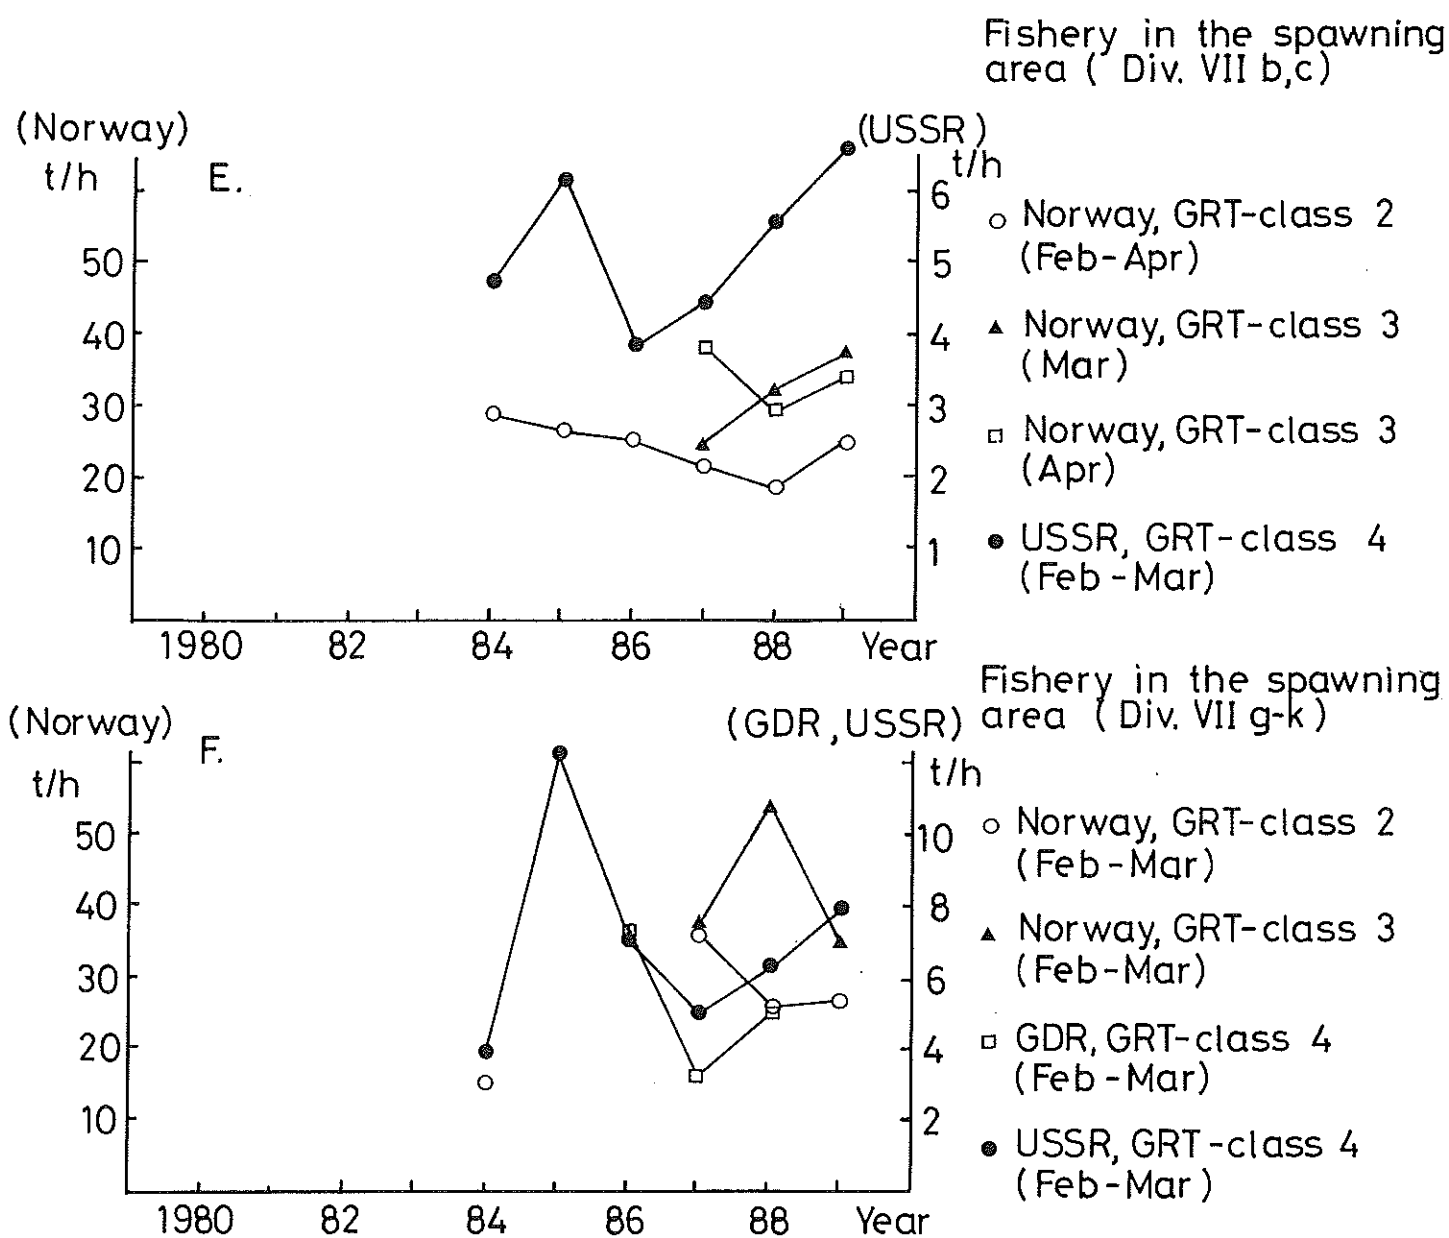 Fishery in the spawning
area ( Div. VII b,c)
(Norway)
(USSR)
t/h
E.
t/h
6
50
5
40
4
30
3
20
2
10
1
1980 82 84 86 88 Year
○ Norway, GRT-class 2
(Feb-Apr)
▲ Norway, GRT-class 3
(Mar)
□ Norway, GRT-class 3
(Apr)
● USSR, GRT-class 4
(Feb-Mar)
Fishery in the spawning
area ( Div. VII g-k)
(Norway)
(GDR,USSR)
t/h
F.
t/h
50
10
40
8
30
6
20
4
10
2
1980 82 84 86 88 Year
○ Norway, GRT-class 2
(Feb-Mar)
▲ Norway, GRT-class 3
(Feb-Mar)
□ GDR, GRT-class 4
(Feb-Mar)
● USSR, GRT-class 4
(Feb-Mar)